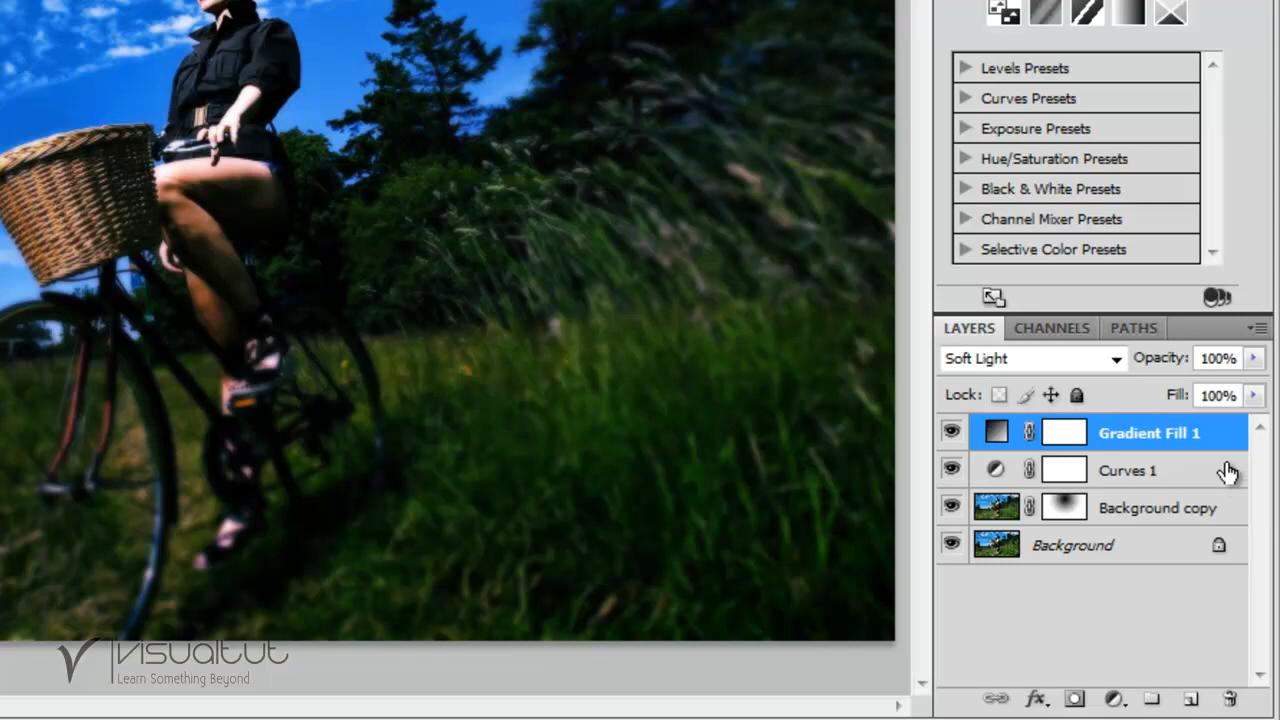 Levels Presets
Curves Presets
Exposure Presets
Hue/Saturation Presets
Black & White Presets
Channel Mixer Presets
Selective Color Presets
LAYERS CHANNELS PATHS
Soft Light Opacity: 100%
Lock: Fill: 100%
Gradient Fill 1
Curves 1
Background copy
Background
fx
visualtut
Learn Something Beyond